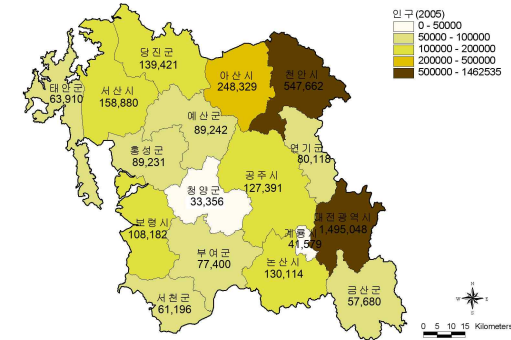 인구(2005)
0 - 50000
50000 - 100000
100000 - 200000
200000 - 500000
500000 - 1462535
당진군
139,421
아산시
248,329
천안시
547,662
태안군
63,910
서산시
158,880
예산군
89,242
홍성군
89,231
연기군
80,118
공주시
127,391
청양군
33,356
보령시
108,182
계룡시
41,579
대전광역시
1,495,048
부여군
77,400
논산시
130,114
서천군
61,196
금산군
57,680
N
W E
S
0 5 10 15 Kilometers